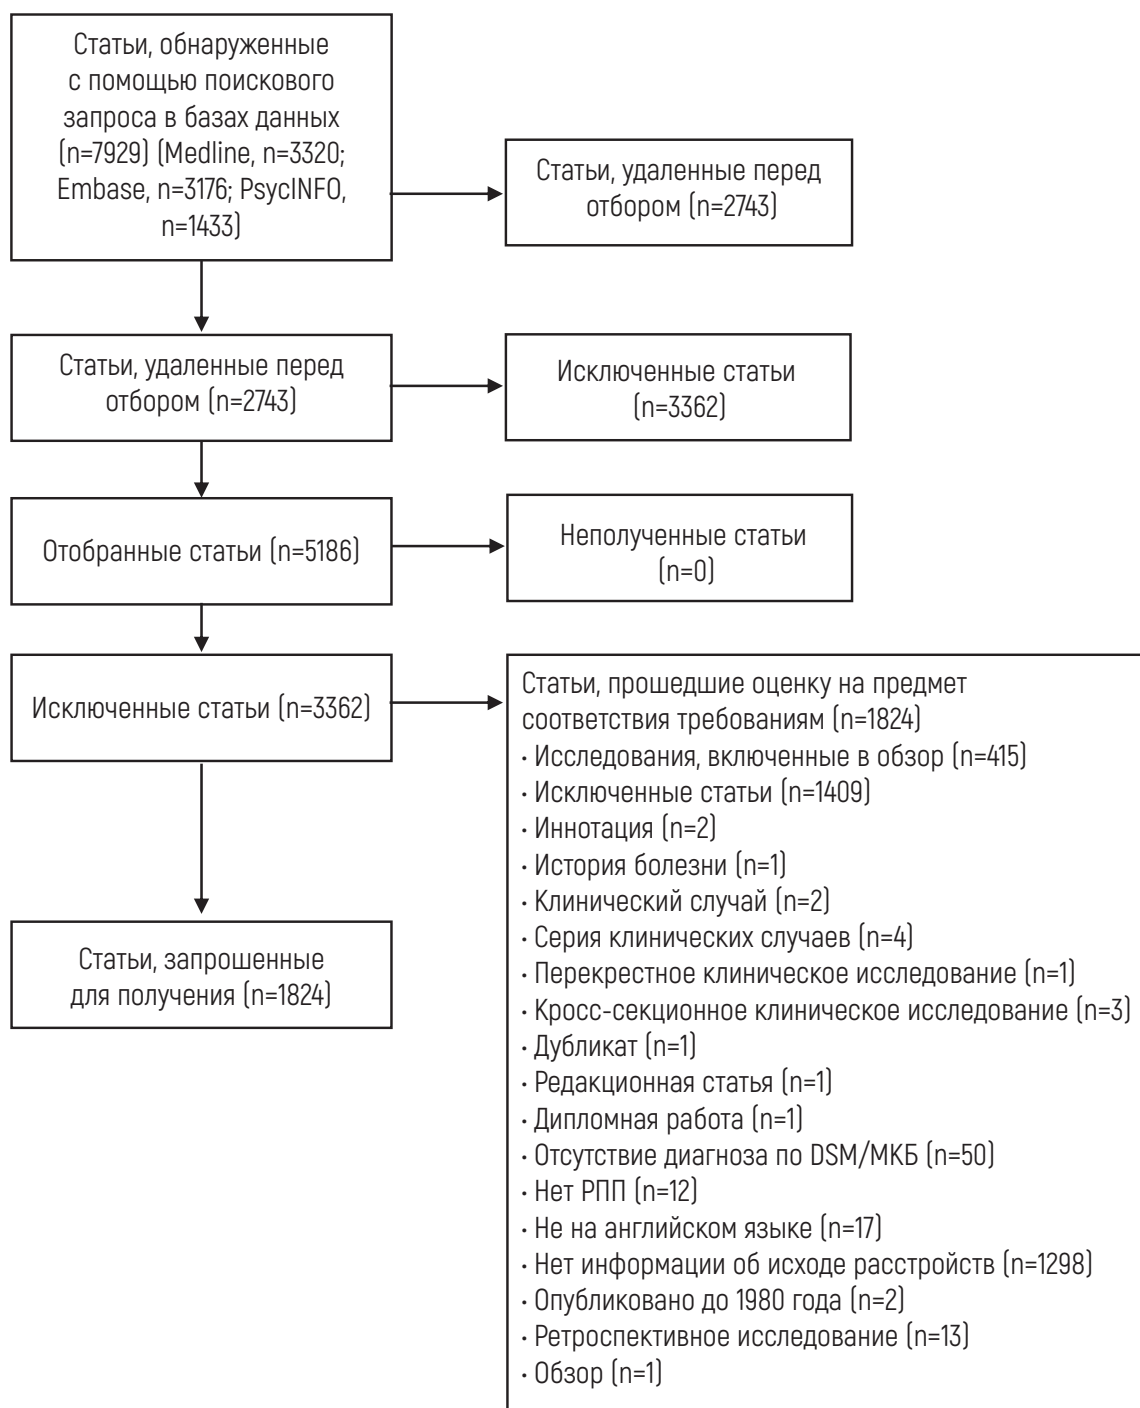 Статьи, обнаруженные
с помощью поискового
запроса в базах данных
(n=7929) (Medline, n=3320;
Embase, n=3176; PsycINFO,
n=1433)
Статьи, удаленные перед
отбором (n=2743)
Статьи, удаленные перед
отбором (n=2743)
Исключенные статьи
(n=3362)
Отобранные статьи (n=5186)
Неполученные статьи
(n=0)
Исключенные статьи (n=3362)
Статьи, прошедшие оценку на предмет
соответствия требованиям (n=1824)
· Исследования, включенные в обзор (n=415)
· Исключенные статьи (n=1409)
· Иннотация (n=2)
· История болезни (n=1)
· Клинический случай (n=2)
· Серия клинических случаев (n=4)
· Перекрестное клиническое исследование (n=1)
· Кросс-секционное клиническое исследование (n=3)
· Дубликат (n=1)
· Редакционная статья (n=1)
· Дипломная работа (n=1)
· Отсутствие диагноза по DSM/МКБ (n=50)
· Нет РПП (n=12)
· Не на английском языке (n=17)
· Нет информации об исходе расстройств (n=1298)
· Опубликовано до 1980 года (n=2)
· Ретроспективное исследование (n=13)
· Обзор (n=1)
Статьи, запрошенные
для получения (n=1824)